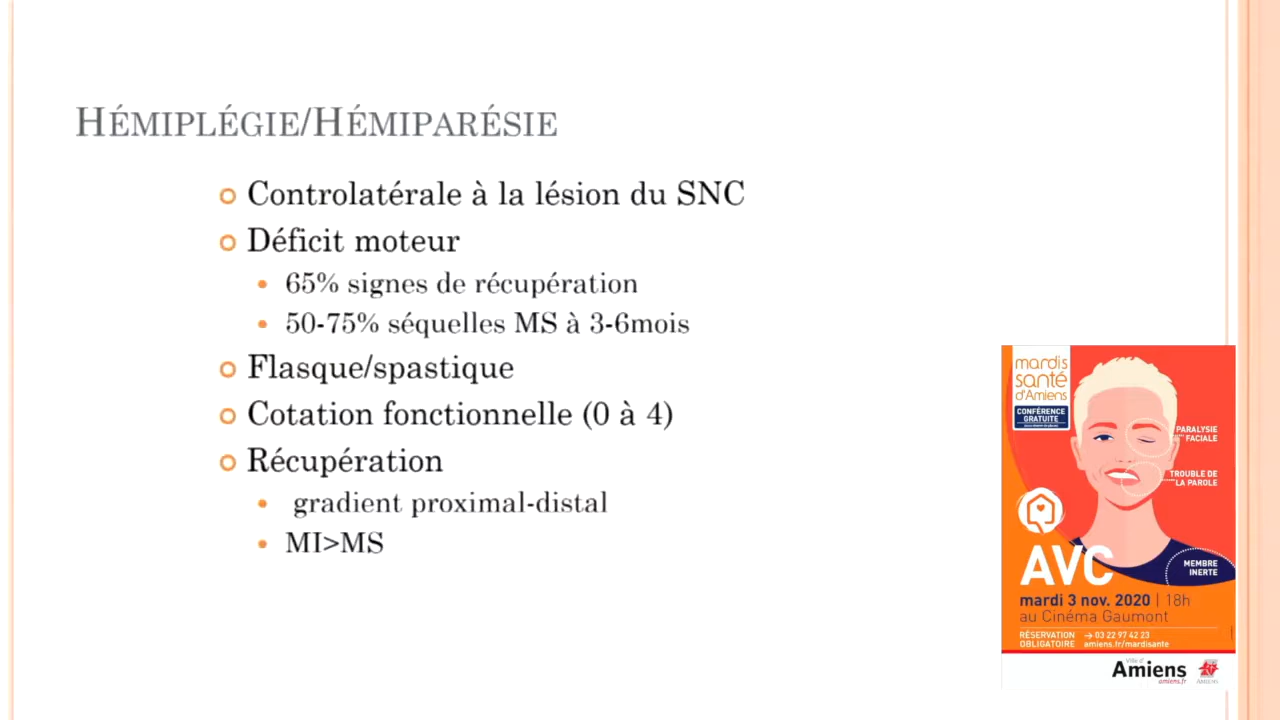 HÉMIPLÉGIE/HÉMIPARÉSIE
Controlatérale à la lésion du SNC
Déficit moteur
65% signes de récupération
50-75% séquelles MS à 3-6mois
Flasque/spastique
Cotation fonctionnelle (0 à 4)
Récupération
gradient proximal-distal
MI>MS
mardis
santé
d'Amiens
CONFÉRENCE
GRATUITE
PARALYSIE
FACIALE
TROUBLE DE
LA PAROLE
AVC
MEMBRE
INERTE
mardi 3 nov. 2020 | 18h
au Cinéma Gaumont
RÉSERVATION → 03 22 97 42 23
OBLIGATOIRE amiens.fr/mardisante
Ville d'
Amiens
amiens.fr
AMIENS